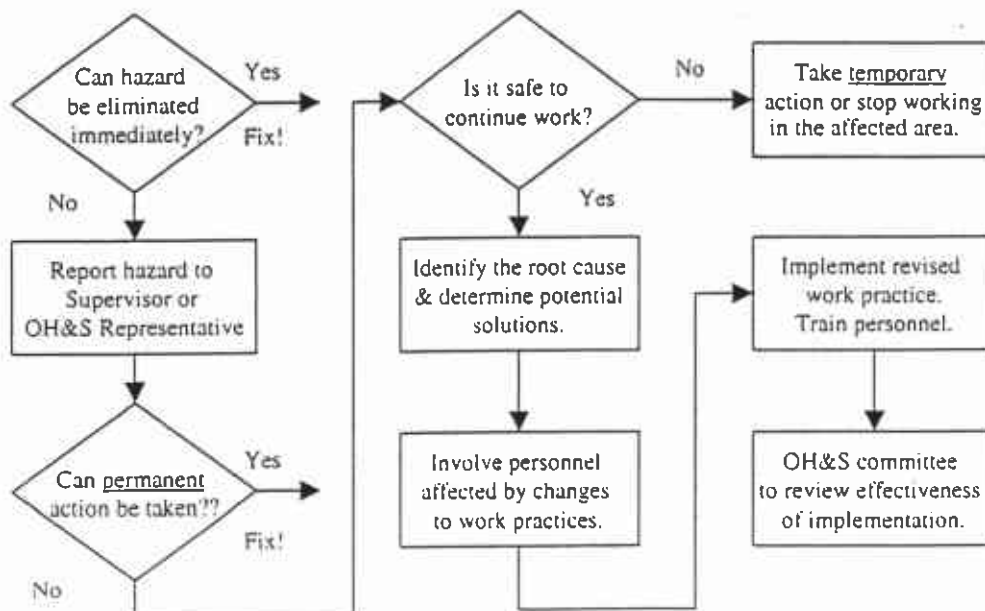 Can hazard
be eliminated
immediately?
Yes
Fix!
No
Report hazard to
Supervisor or
OH&S Representative
Can permanent
action be taken??
Yes
Fix!
No
Is it safe to
continue work?
No
Take temporary
action or stop working
in the affected area.
Yes
Identify the root cause
& determine potential
solutions.
Involve personnel
affected by changes
to work practices.
Implement revised
work practice.
Train personnel.
OH&S committee
to review effectiveness
of implementation.